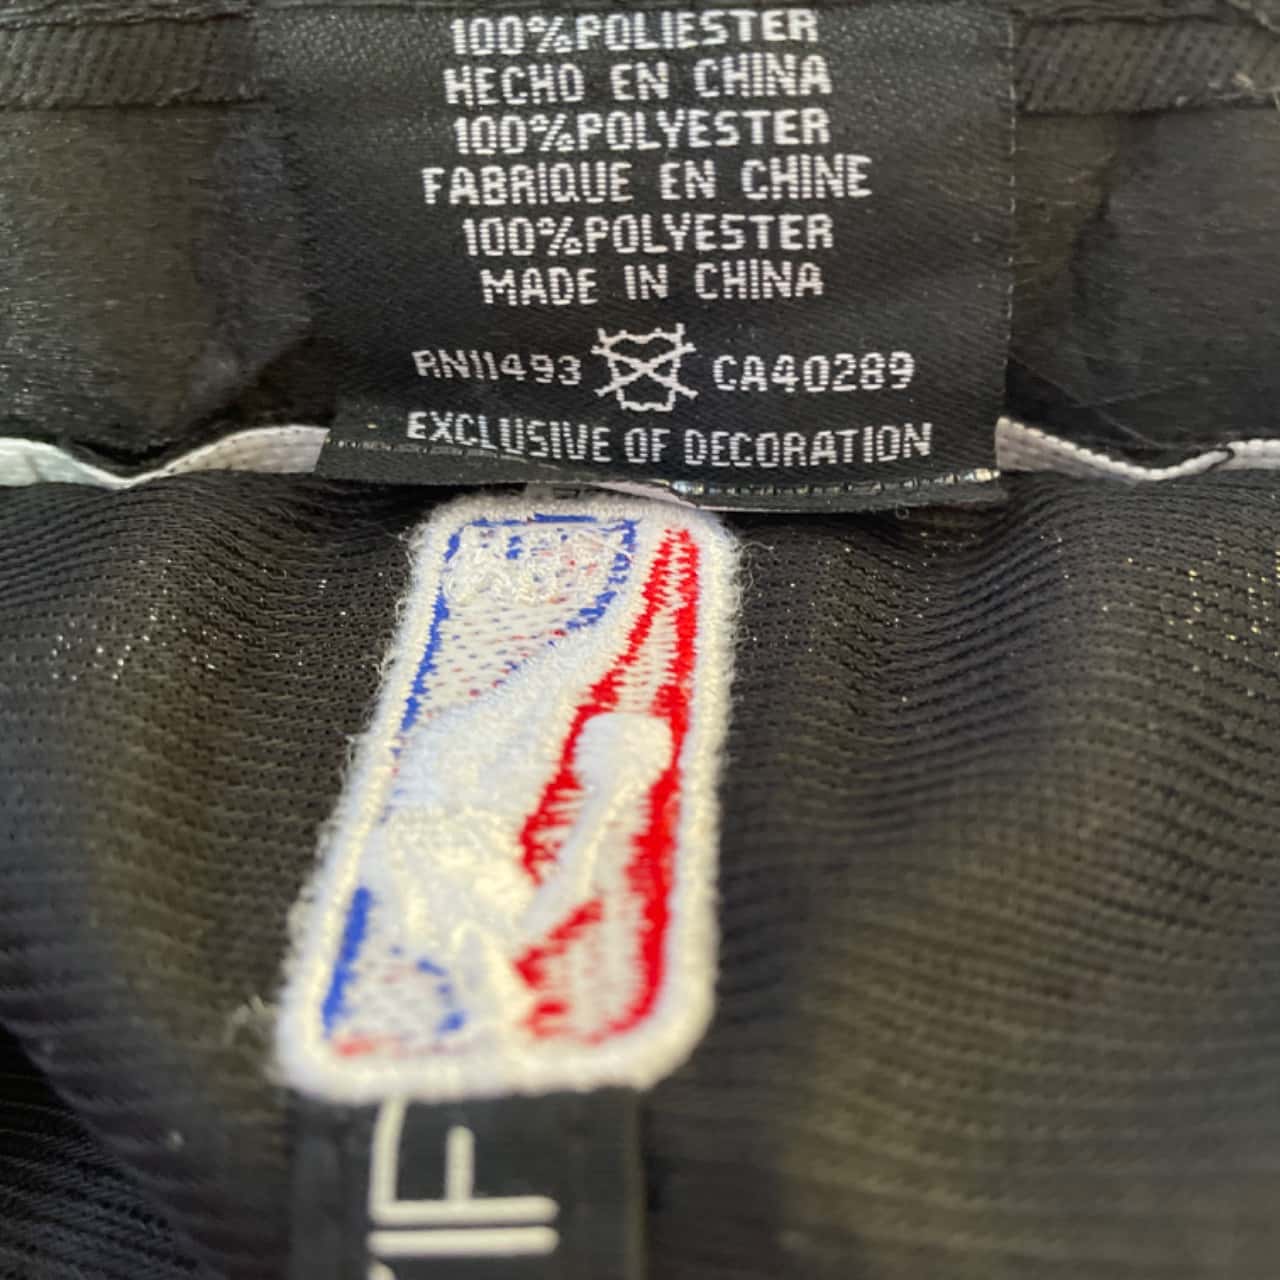 100%POLIESTER
HECHO EN CHINA
100%POLYESTER
FABRIQUE EN CHINE
100%POLYESTER
MADE IN CHINA
RN11493 CA40289
EXCLUSIVE OF DECORATION